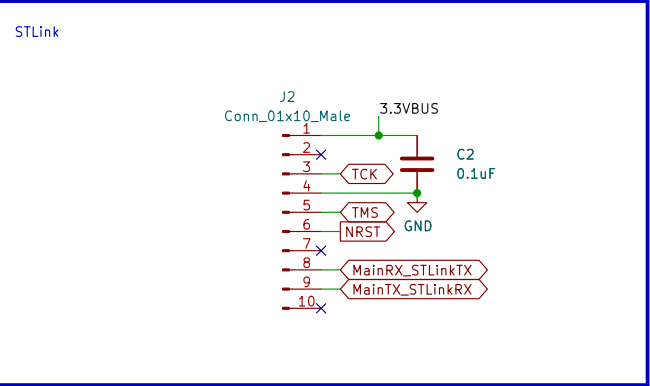 STLink
J2
Conn_01x10_Male
3.3VBUS
1
2
3
TCK
C2
0.1uF
4
5
TMS
GND
6
NRST
7
8
MainRX_STLinkTX
9
MainTX_STLinkRX
10